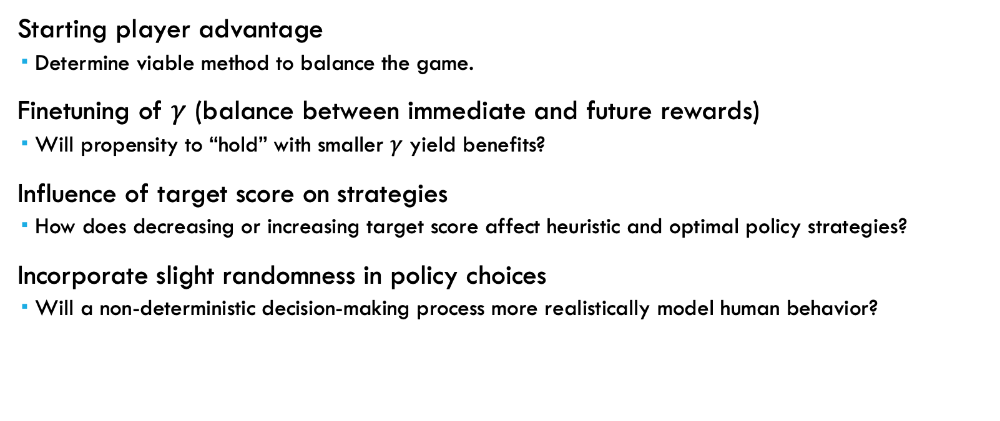 Starting player advantage
▪ Determine viable method to balance the game.
Finetuning of γ (balance between immediate and future rewards)
▪ Will propensity to “hold” with smaller γ yield benefits?
Influence of target score on strategies
▪ How does decreasing or increasing target score affect heuristic and optimal policy strategies?
Incorporate slight randomness in policy choices
▪ Will a non-deterministic decision-making process more realistically model human behavior?